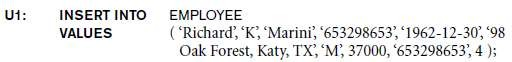 U1: INSERT INTO EMPLOYEE
VALUES ( ‘Richard’, ‘K’, ‘Marini’, ‘653298653’, ‘1962-12-30’, ‘98
Oak Forest, Katy, TX’, ‘M’, 37000, ‘653298653’, 4 );